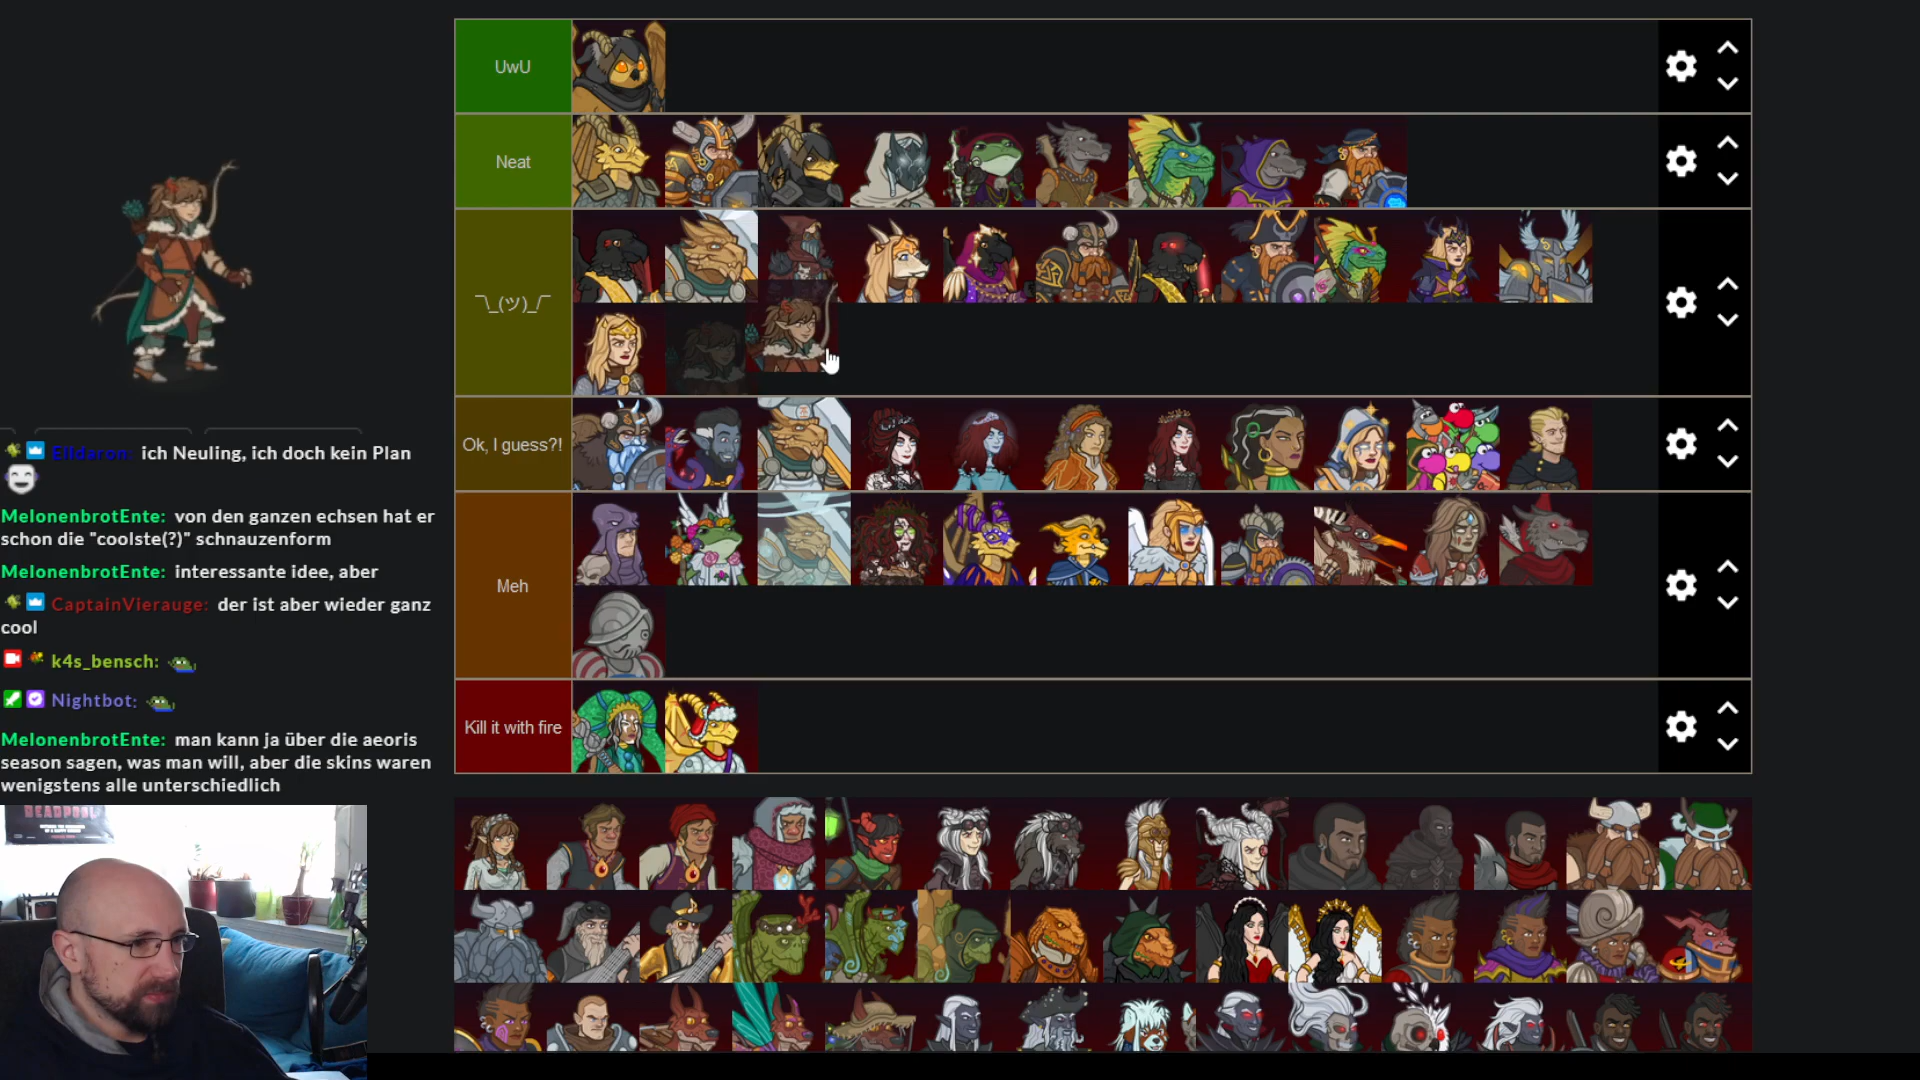 UwU
Neat
¯\_(ツ)_/¯
Ok, I guess?!
Meh
Kill it with fire
Elldaron: ich Neuling, ich doch kein Plan
MelonenbrotEnte: von den ganzen echsen hat er
schon die "coolste(?)" schnauzenform
MelonenbrotEnte: interessante idee, aber
CaptainVierauge: der ist aber wieder ganz
cool
k4s_bensch:
Nightbot:
MelonenbrotEnte: man kann ja über die aeoris
season sagen, was man will, aber die skins waren
wenigstens alle unterschiedlich
DEADPOOL